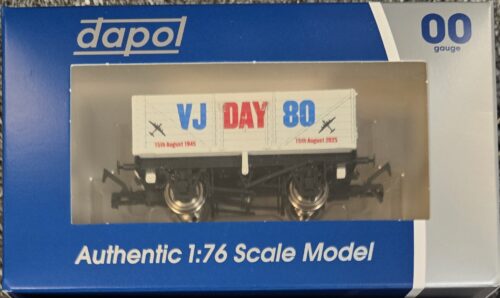 dapol
00
gauge
VJ DAY 80
15th August 1945 15th August 2025
Authentic 1:76 Scale Model